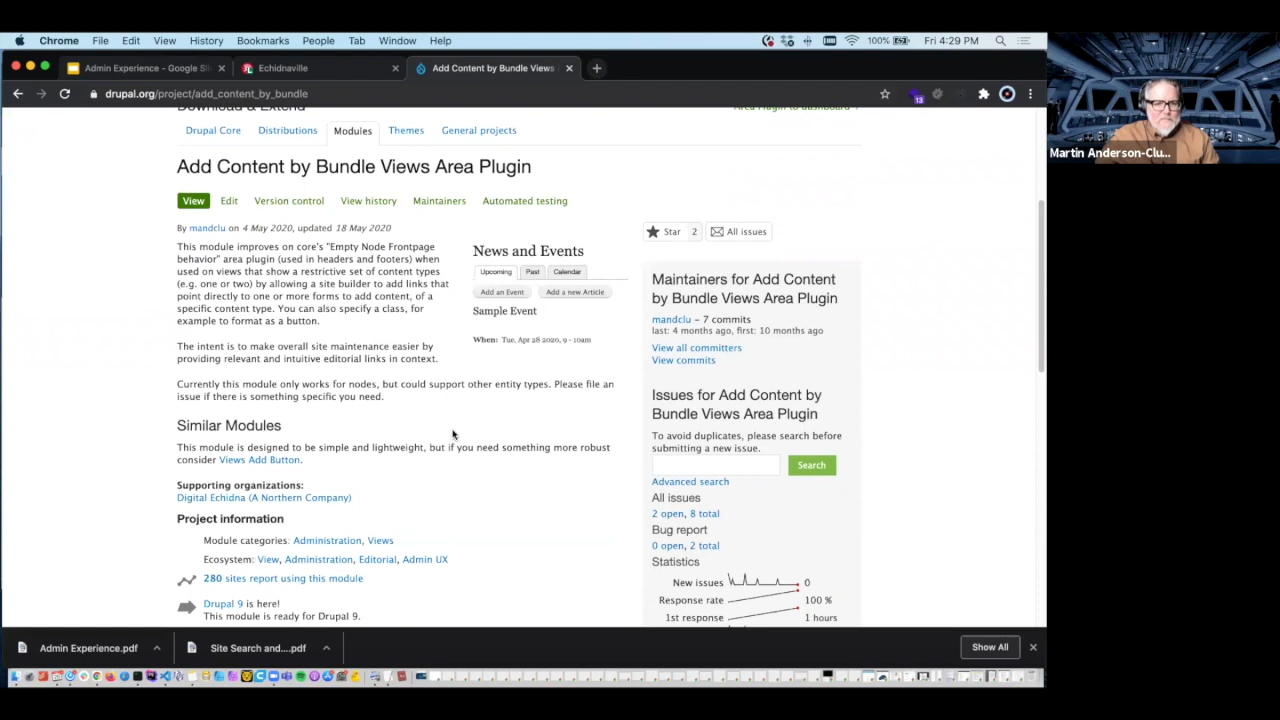 Chrome File Edit View History Bookmarks People Tab Window Help 100% Fri 4:29 PM
Admin Experience - Google Sli Echidnaville Add Content by Bundle Views
drupal.org/project/add_content_by_bundle 13
Download & Extend
Drupal Core Distributions Modules Themes General projects
Add Content by Bundle Views Area Plugin
View Edit Version control View history Maintainers Automated testing
By mandclu on 4 May 2020, updated 18 May 2020
This module improves on core's "Empty Node Frontpage
behavior" area plugin (used in headers and footers) when
used on views that show a restrictive set of content types
(e.g. one or two) by allowing a site builder to add links that
point directly to one or more forms to add content, of a
specific content type. You can also specify a class, for
example to format as a button.
The intent is to make overall site maintenance easier by
providing relevant and intuitive editorial links in context.
Currently this module only works for nodes, but could support other entity types. Please file an
issue if there is something specific you need.
News and Events
Upcoming Past Calendar
Add an Event Add a new Article
Sample Event
When: Tue, Apr 28 2020, 9 - 10am
Similar Modules
This module is designed to be simple and lightweight, but if you need something more robust
consider Views Add Button.
Supporting organizations:
Digital Echidna (A Northern Company)
Project information
Module categories: Administration, Views
Ecosystem: View, Administration, Editorial, Admin UX
280 sites report using this module
Drupal 9 is here!
This module is ready for Drupal 9.
Star 2 All issues
Maintainers for Add Content
by Bundle Views Area Plugin
mandclu – 7 commits
last: 4 months ago, first: 10 months ago
View all committers
View commits
Issues for Add Content by
Bundle Views Area Plugin
To avoid duplicates, please search before
submitting a new issue.
Search
Advanced search
All issues
2 open, 8 total
Bug report
0 open, 2 total
Statistics
New issues 0
Response rate 100 %
1st response 1 hours
Admin Experience.pdf Site Search and....pdf Show All
Martin Anderson-Clu...